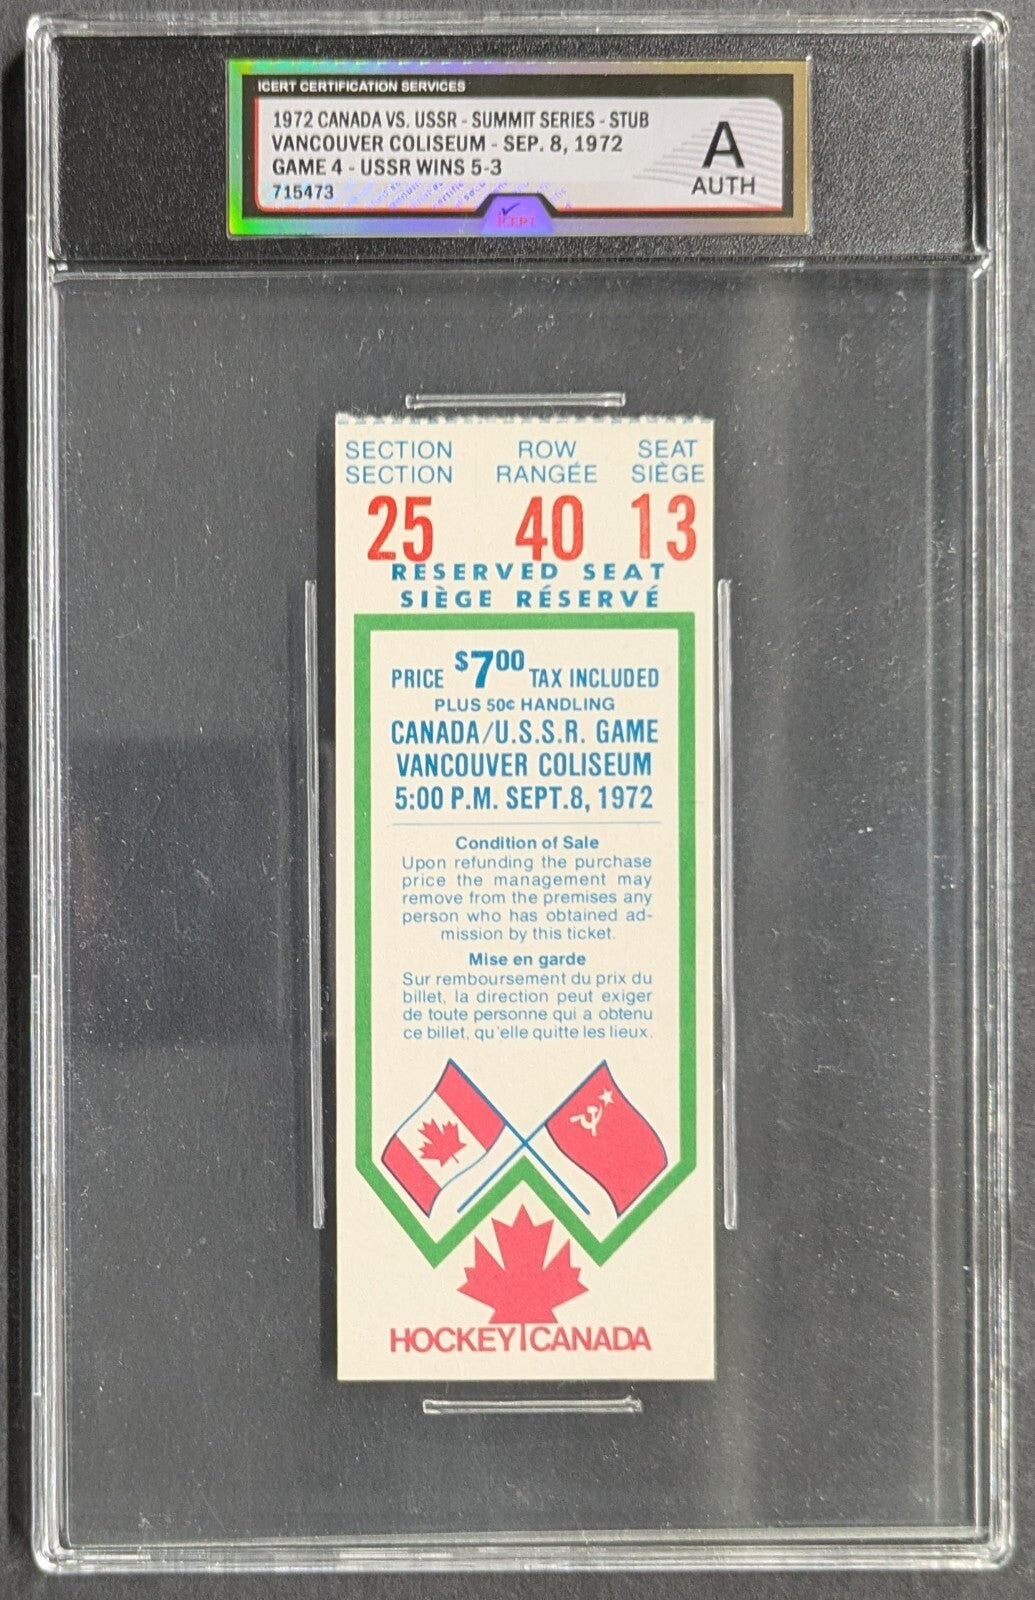 ICERT CERTIFICATION SERVICES
1972 CANADA VS. USSR - SUMMIT SERIES - STUB
VANCOUVER COLISEUM - SEP. 8, 1972
GAME 4 - USSR WINS 5-3
715473
A
AUTH
ICERT
SECTION ROW SEAT
SECTION RANGÉE SIÈGE
25 40 13
RESERVED SEAT
SIÈGE RÉSERVÉ
PRICE $7.00 TAX INCLUDED
PLUS 50¢ HANDLING
CANADA/U.S.S.R. GAME
VANCOUVER COLISEUM
5:00 P.M. SEPT.8, 1972
Condition of Sale
Upon refunding the purchase
price the management may
remove from the premises any
person who has obtained ad-
mission by this ticket.
Mise en garde
Sur remboursement du prix du
billet, la direction peut exiger
de toute personne qui a obtenu
ce billet, qu'elle quitte les lieux.
HOCKEY CANADA